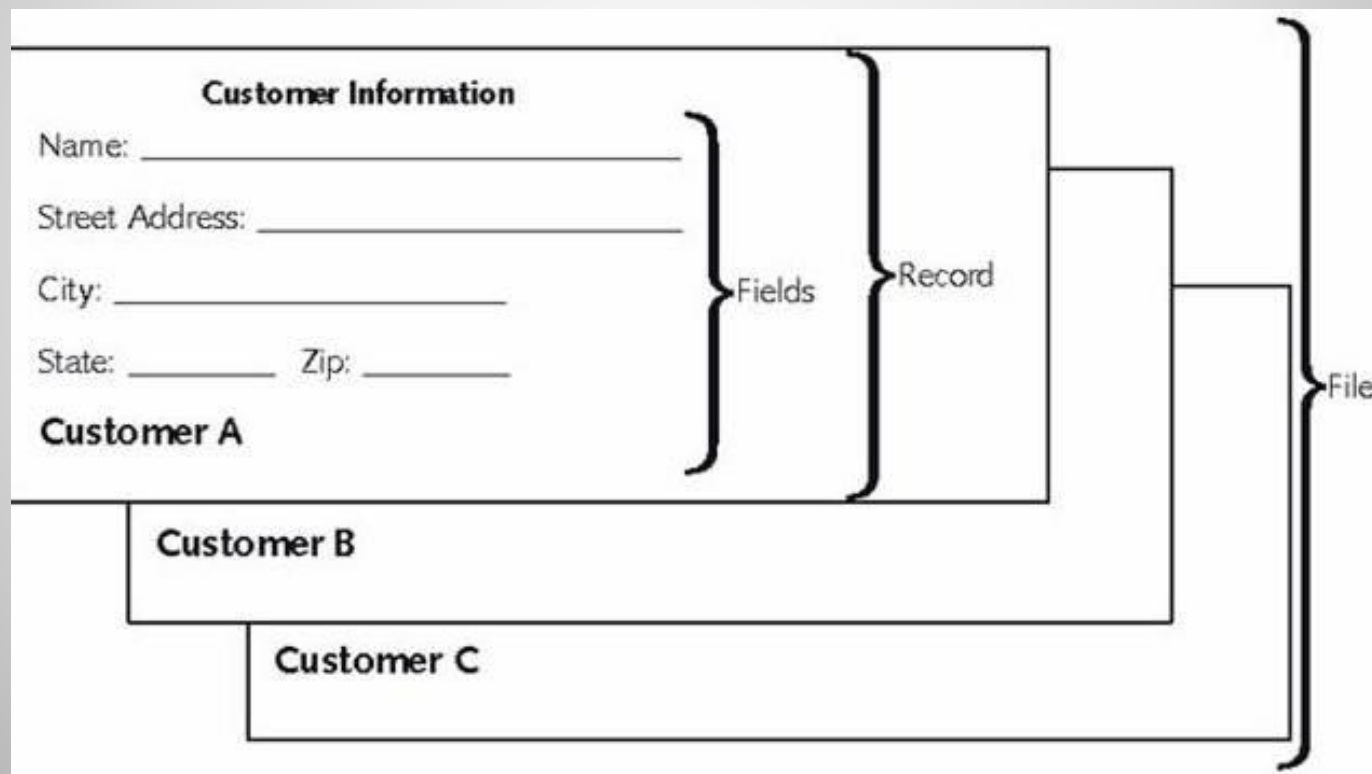 Customer Information
Name:
Street Address:
City:
State: Zip:
Customer A
Fields
Record
Customer B
Customer C
File